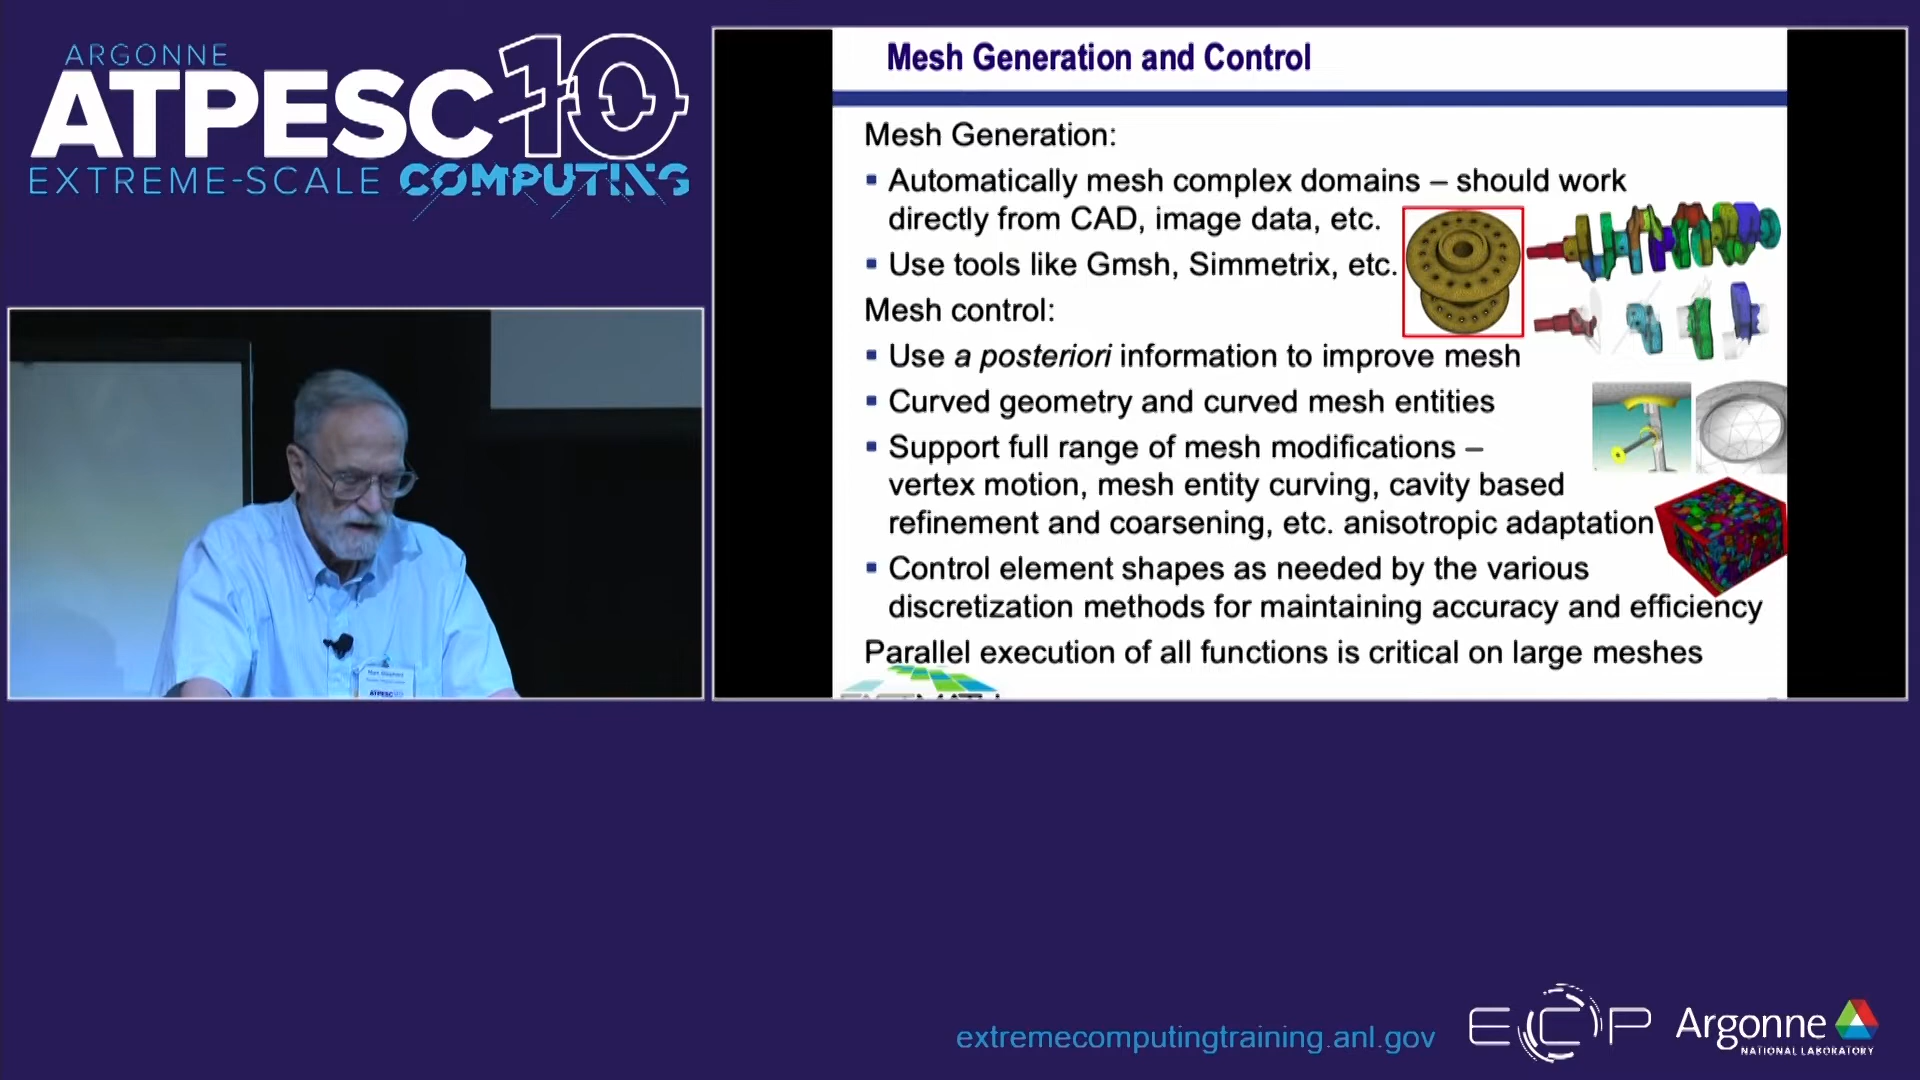 ARGONNE
ATPESC10
EXTREME-SCALE COMPUTING
Mesh Generation and Control
Mesh Generation:
▪ Automatically mesh complex domains – should work
directly from CAD, image data, etc.
▪ Use tools like Gmsh, Simmetrix, etc.
Mesh control:
▪ Use a posteriori information to improve mesh
▪ Curved geometry and curved mesh entities
▪ Support full range of mesh modifications –
vertex motion, mesh entity curving, cavity based
refinement and coarsening, etc. anisotropic adaptation
▪ Control element shapes as needed by the various
discretization methods for maintaining accuracy and efficiency
Parallel execution of all functions is critical on large meshes
ATPESC10
extremecomputingtraining.anl.gov
ECP
Argonne
NATIONAL LABORATORY